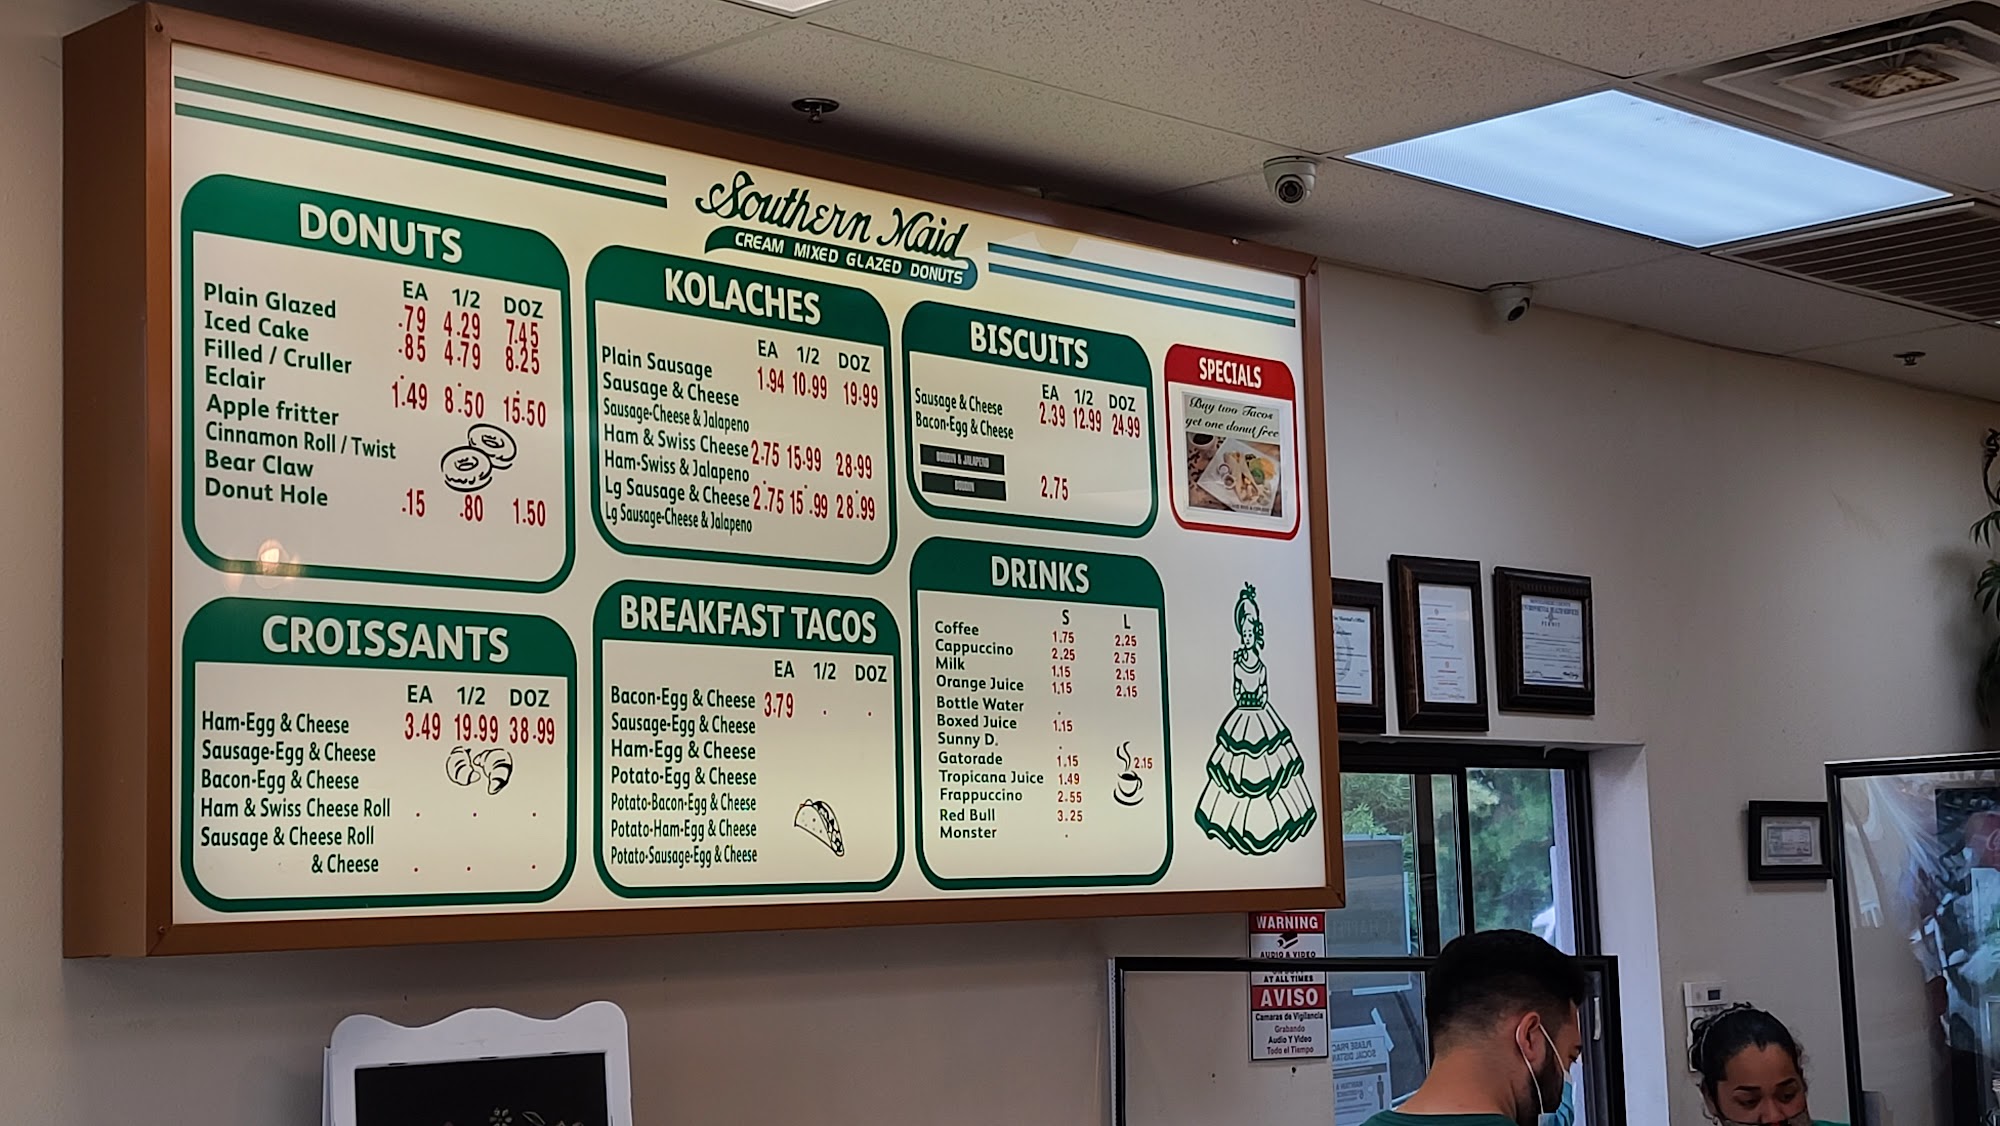 Southern Maid
CREAM MIXED GLAZED DONUTS
DONUTS
EA 1/2 DOZ
Plain Glazed .79 4.29 7.45
Iced Cake .85 4.79 8.25
Filled / Cruller
Eclair 1.49 8.50 15.50
Apple fritter
Cinnamon Roll / Twist
Bear Claw
Donut Hole .15 .80 1.50
KOLACHES
EA 1/2 DOZ
Plain Sausage 1.94 10.99 19.99
Sausage & Cheese
Sausage-Cheese & Jalapeno
Ham & Swiss Cheese 2.75 15.99 28.99
Ham-Swiss & Jalapeno
Lg Sausage & Cheese 2.75 15.99 28.99
Lg Sausage-Cheese & Jalapeno
BISCUITS
EA 1/2 DOZ
Sausage & Cheese 2.39 12.99 24.99
Bacon-Egg & Cheese
2.75
SPECIALS
Buy two Tacos
get one donut free
CROISSANTS
EA 1/2 DOZ
Ham-Egg & Cheese 3.49 19.99 38.99
Sausage-Egg & Cheese
Bacon-Egg & Cheese
Ham & Swiss Cheese Roll
Sausage & Cheese Roll
& Cheese
BREAKFAST TACOS
EA 1/2 DOZ
Bacon-Egg & Cheese 3.79
Sausage-Egg & Cheese
Ham-Egg & Cheese
Potato-Egg & Cheese
Potato-Bacon-Egg & Cheese
Potato-Ham-Egg & Cheese
Potato-Sausage-Egg & Cheese
DRINKS
S L
Coffee 1.75 2.25
Cappuccino 2.25 2.75
Milk 1.15 2.15
Orange Juice 1.15 2.15
Bottle Water
Boxed Juice 1.15
Sunny D.
Gatorade 1.15 2.15
Tropicana Juice 1.49
Frappuccino 2.55
Red Bull 3.25
Monster
WARNING
AUDIO & VIDEO
AT ALL TIMES
AVISO
Camaras de Vigilancia
Grabando
Audio Y Video
Todo el Tiempo